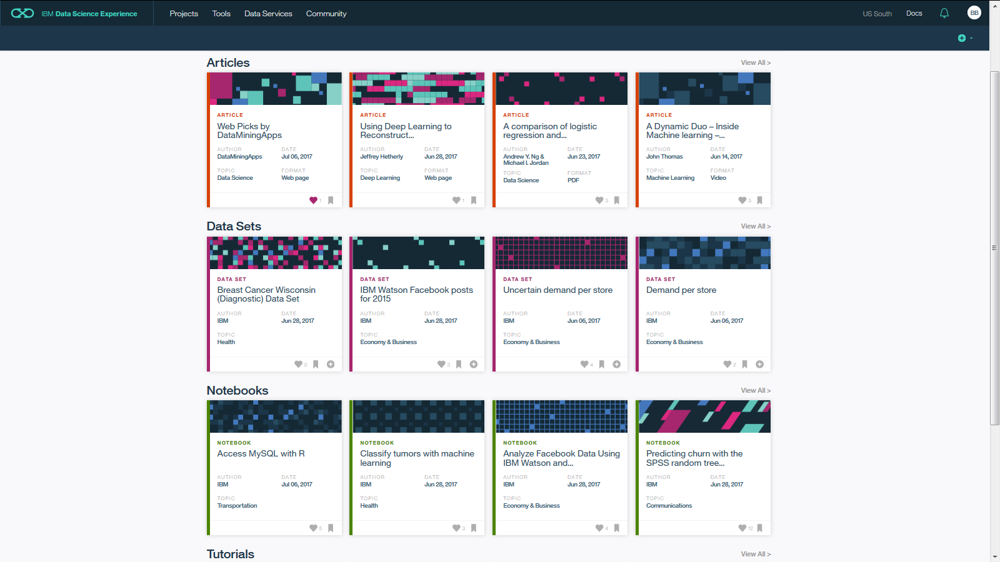 IBM Data Science Experience
Projects Tools Data Services Community
US South Docs BB
Articles View All >
ARTICLE
Web Picks by
DataMiningApps
AUTHOR DATE
DataMiningApps Jul 06, 2017
TOPIC FORMAT
Data Science Web page
1
ARTICLE
Using Deep Learning to
Reconstruct...
AUTHOR DATE
Jeffrey Hetherly Jun 28, 2017
TOPIC FORMAT
Deep Learning Web page
1
ARTICLE
A comparison of logistic
regression and...
AUTHOR DATE
Andrew Y. Ng & Jun 23, 2017
Michael I. Jordan
TOPIC FORMAT
Data Science PDF
3
ARTICLE
A Dynamic Duo – Inside
Machine learning –...
AUTHOR DATE
John Thomas Jun 14, 2017
TOPIC FORMAT
Machine Learning Video
3
Data Sets View All >
DATA SET
Breast Cancer Wisconsin
(Diagnostic) Data Set
AUTHOR DATE
IBM Jun 28, 2017
TOPIC
Health
0
DATA SET
IBM Watson Facebook posts
for 2015
AUTHOR DATE
IBM Jun 28, 2017
TOPIC
Economy & Business
3
DATA SET
Uncertain demand per store
AUTHOR DATE
IBM Jun 06, 2017
TOPIC
Economy & Business
4
DATA SET
Demand per store
AUTHOR DATE
IBM Jun 06, 2017
TOPIC
Economy & Business
2
Notebooks View All >
NOTEBOOK
Access MySQL with R
AUTHOR DATE
IBM Jul 06, 2017
TOPIC
Transportation
5
NOTEBOOK
Classify tumors with machine
learning
AUTHOR DATE
IBM Jun 28, 2017
TOPIC
Health
3
NOTEBOOK
Analyze Facebook Data Using
IBM Watson and...
AUTHOR DATE
IBM Jun 28, 2017
TOPIC
Economy & Business
4
NOTEBOOK
Predicting churn with the
SPSS random tree...
AUTHOR DATE
IBM Jun 28, 2017
TOPIC
Communications
12
Tutorials View All >